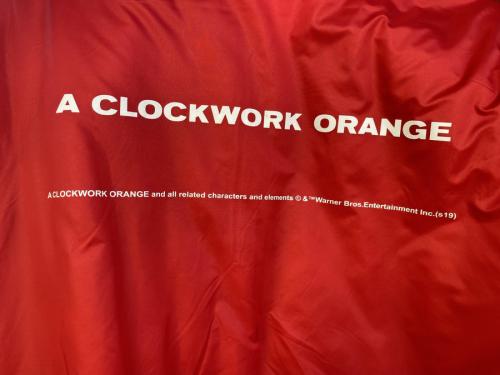 A CLOCKWORK ORANGE
A CLOCKWORK ORANGE and all related characters and elements © & ™Warner Bros.Entertainment Inc.(s19)